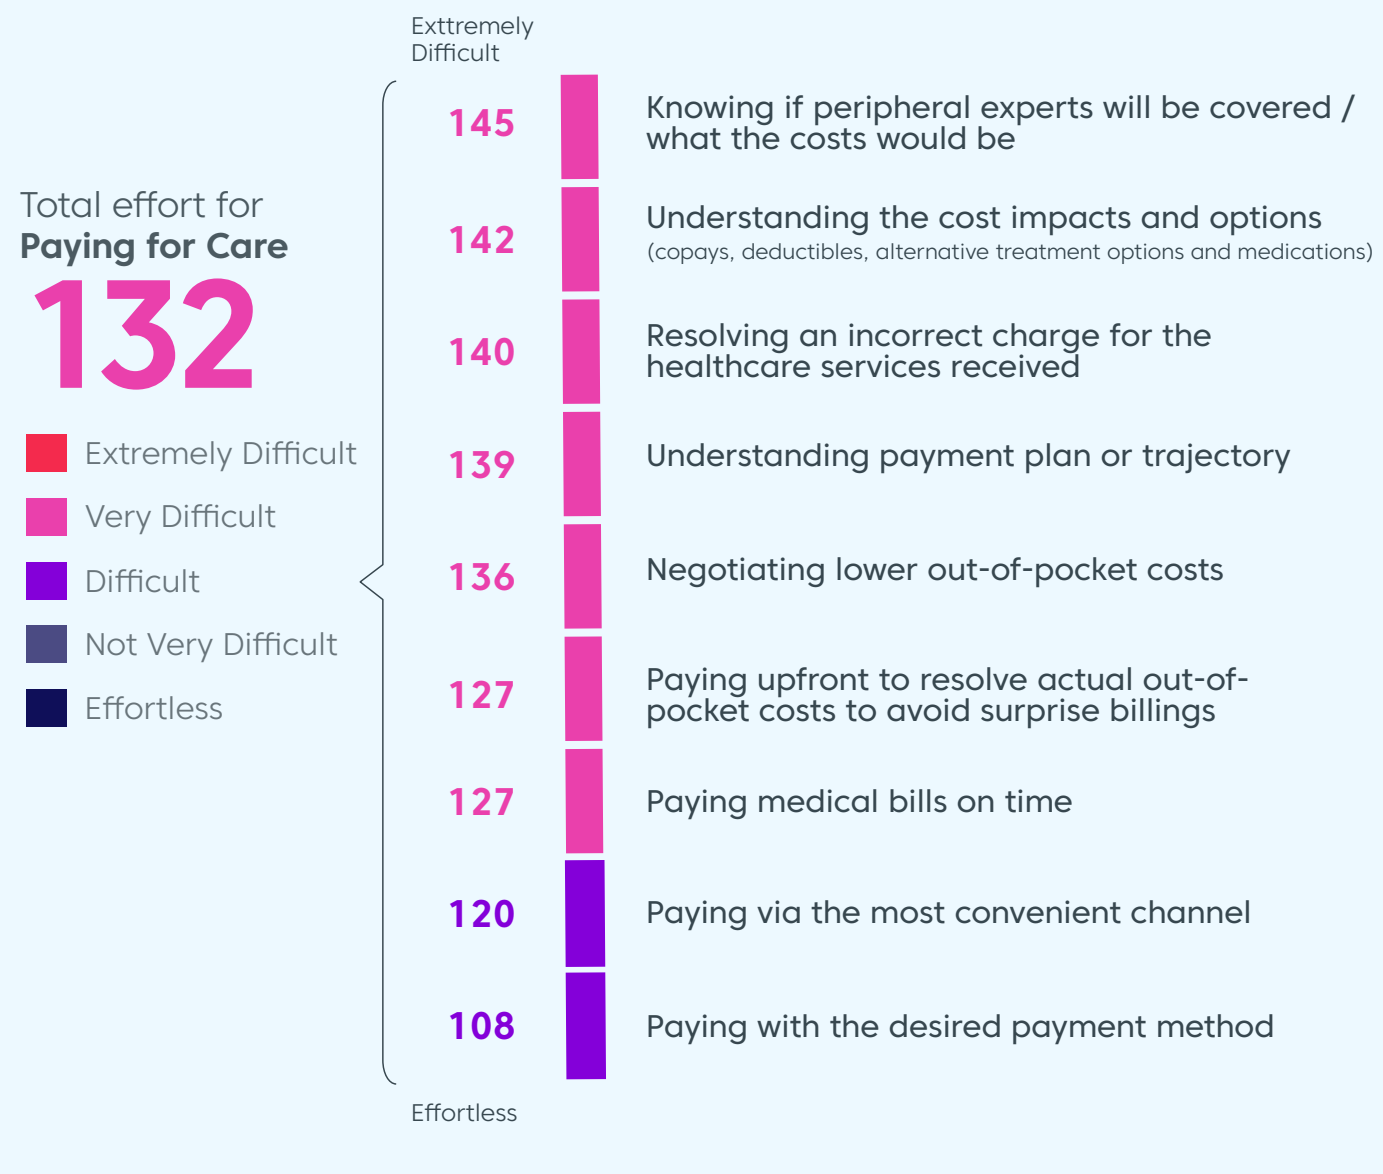 Exttremely
Difficult
Total effort for
Paying for Care
132
Extremely Difficult
Very Difficult
Difficult
Not Very Difficult
Effortless
145
Knowing if peripheral experts will be covered /
what the costs would be
142
Understanding the cost impacts and options
(copays, deductibles, alternative treatment options and medications)
140
Resolving an incorrect charge for the
healthcare services received
139
Understanding payment plan or trajectory
136
Negotiating lower out-of-pocket costs
127
Paying upfront to resolve actual out-of-
pocket costs to avoid surprise billings
127
Paying medical bills on time
120
Paying via the most convenient channel
108
Paying with the desired payment method
Effortless